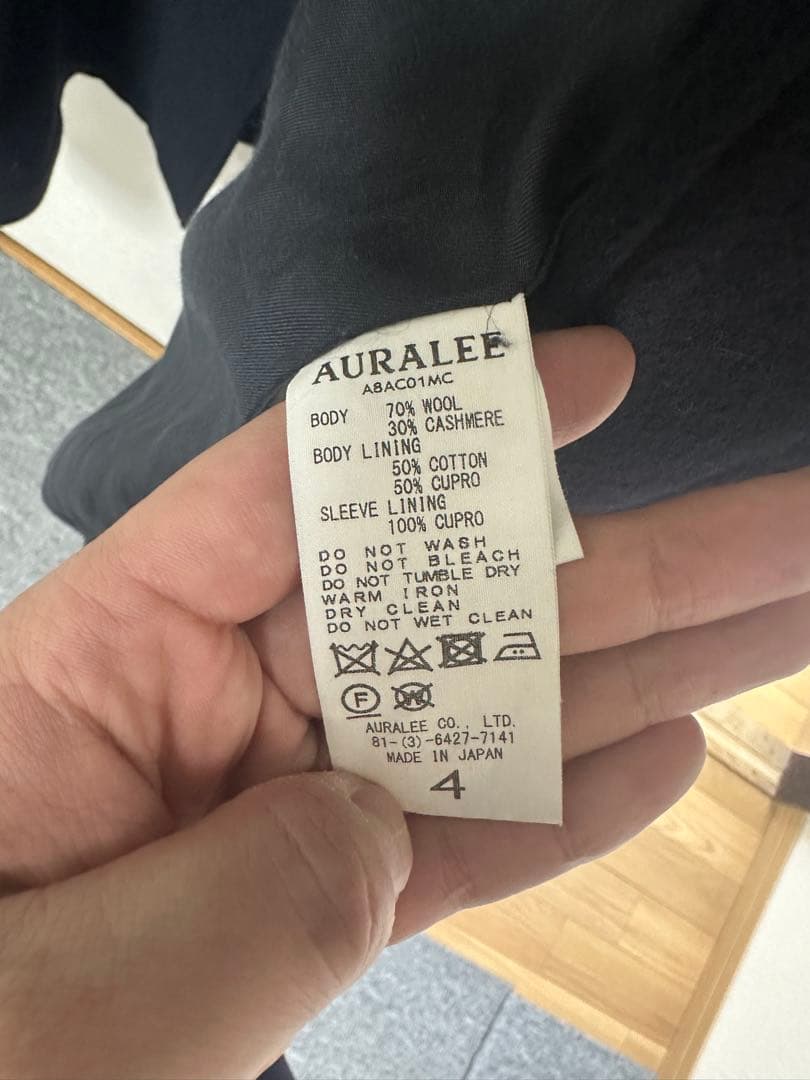 AURALEE
A8AC01MC
BODY 70% WOOL
30% CASHMERE
BODY LINING
50% COTTON
50% CUPRO
SLEEVE LINING
100% CUPRO
DO NOT WASH
DO NOT BLEACH
DO NOT TUMBLE DRY
WARM IRON
DRY CLEAN
DO NOT WET CLEAN
F W
AURALEE CO., LTD.
81-(3)-6427-7141
MADE IN JAPAN
4